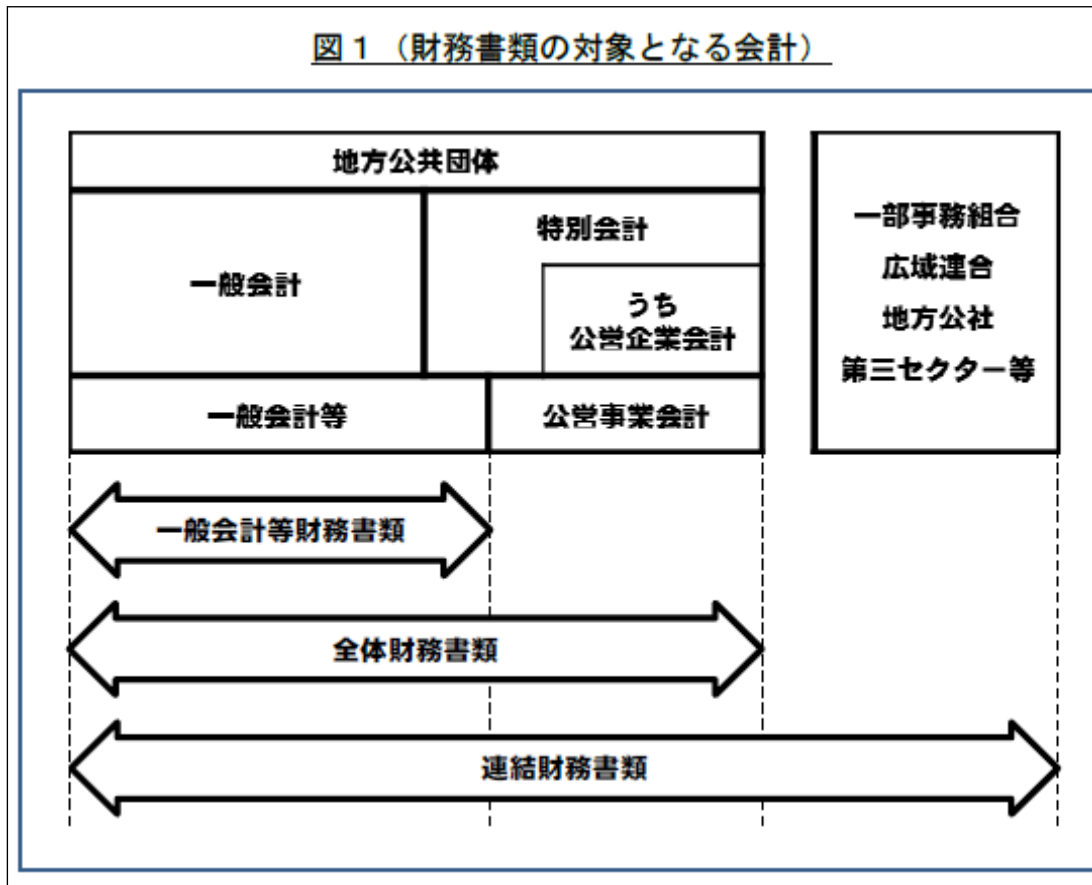 図1（財務書類の対象となる会計）
地方公共団体
一般会計
特別会計
うち
公営企業会計
一般会計等
公営事業会計
一部事務組合
広域連合
地方公社
第三セクター等
一般会計等財務書類
全体財務書類
連結財務書類